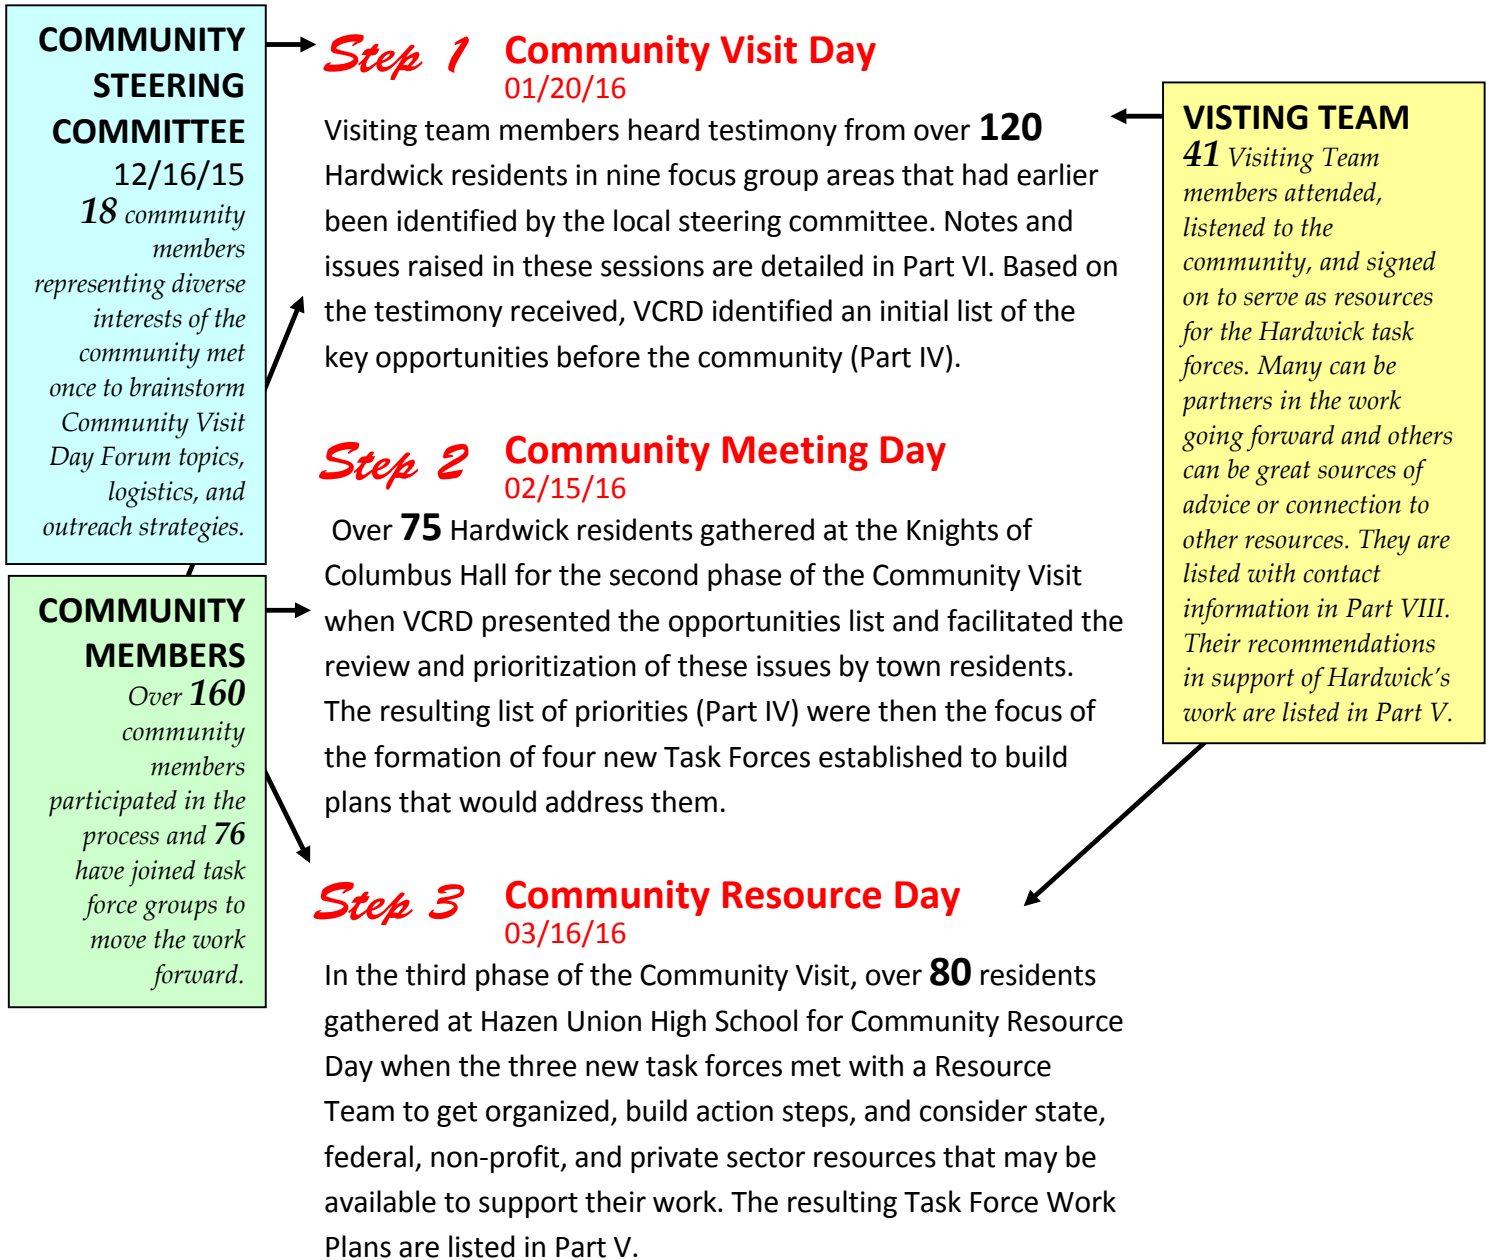 COMMUNITY
STEERING
COMMITTEE
12/16/15
18 community
members
representing diverse
interests of the
community met
once to brainstorm
Community Visit
Day Forum topics,
logistics, and
outreach strategies.
COMMUNITY
MEMBERS
Over 160
community
members
participated in the
process and 76
have joined task
force groups to
move the work
forward.
Step 1 Community Visit Day
01/20/16
Visiting team members heard testimony from over 120
Hardwick residents in nine focus group areas that had earlier
been identified by the local steering committee. Notes and
issues raised in these sessions are detailed in Part VI. Based on
the testimony received, VCRD identified an initial list of the
key opportunities before the community (Part IV).
Step 2 Community Meeting Day
02/15/16
Over 75 Hardwick residents gathered at the Knights of
Columbus Hall for the second phase of the Community Visit
when VCRD presented the opportunities list and facilitated the
review and prioritization of these issues by town residents.
The resulting list of priorities (Part IV) were then the focus of
the formation of four new Task Forces established to build
plans that would address them.
Step 3 Community Resource Day
03/16/16
In the third phase of the Community Visit, over 80 residents
gathered at Hazen Union High School for Community Resource
Day when the three new task forces met with a Resource
Team to get organized, build action steps, and consider state,
federal, non-profit, and private sector resources that may be
available to support their work. The resulting Task Force Work
Plans are listed in Part V.
VISTING TEAM
41 Visiting Team
members attended,
listened to the
community, and signed
on to serve as resources
for the Hardwick task
forces. Many can be
partners in the work
going forward and others
can be great sources of
advice or connection to
other resources. They are
listed with contact
information in Part VIII.
Their recommendations
in support of Hardwick's
work are listed in Part V.